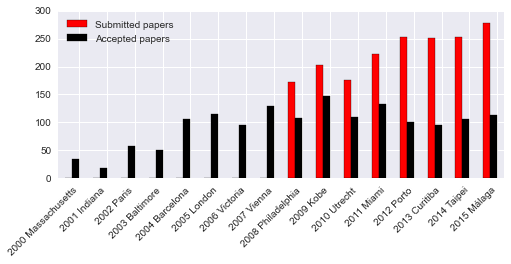 300
250
200
150
100
50
0
Submitted papers
Accepted papers
2000 Massachusetts
2001 Indiana
2002 Paris
2003 Baltimore
2004 Barcelona
2005 London
2006 Victoria
2007 Vienna
2008 Philadelphia
2009 Kobe
2010 Utrecht
2011 Miami
2012 Porto
2013 Curitiba
2014 Taipei
2015 Málaga